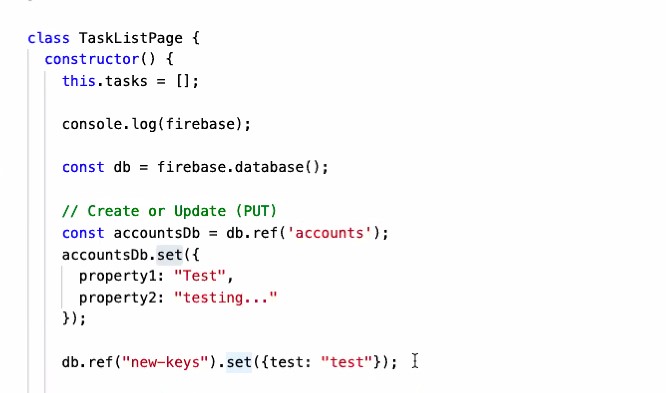 class TaskListPage {
constructor() {
this.tasks = [];
console.log(firebase);
const db = firebase.database();
// Create or Update (PUT)
const accountsDb = db.ref('accounts');
accountsDb.set({
property1: "Test",
property2: "testing..."
});
db.ref("new-keys").set({test: "test"});